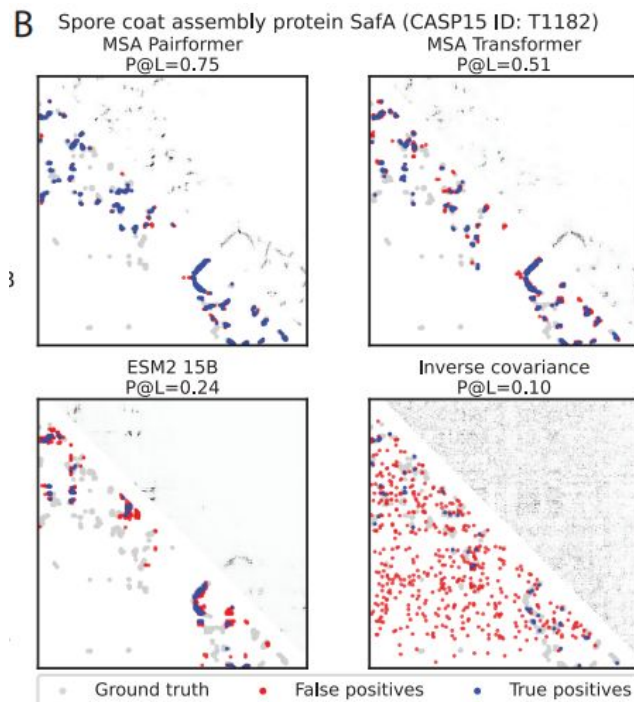 B Spore coat assembly protein SafA (CASP15 ID: T1182)
MSA Pairformer
P@L=0.75
MSA Transformer
P@L=0.51
ESM2 15B
P@L=0.24
Inverse covariance
P@L=0.10
Ground truth False positives True positives